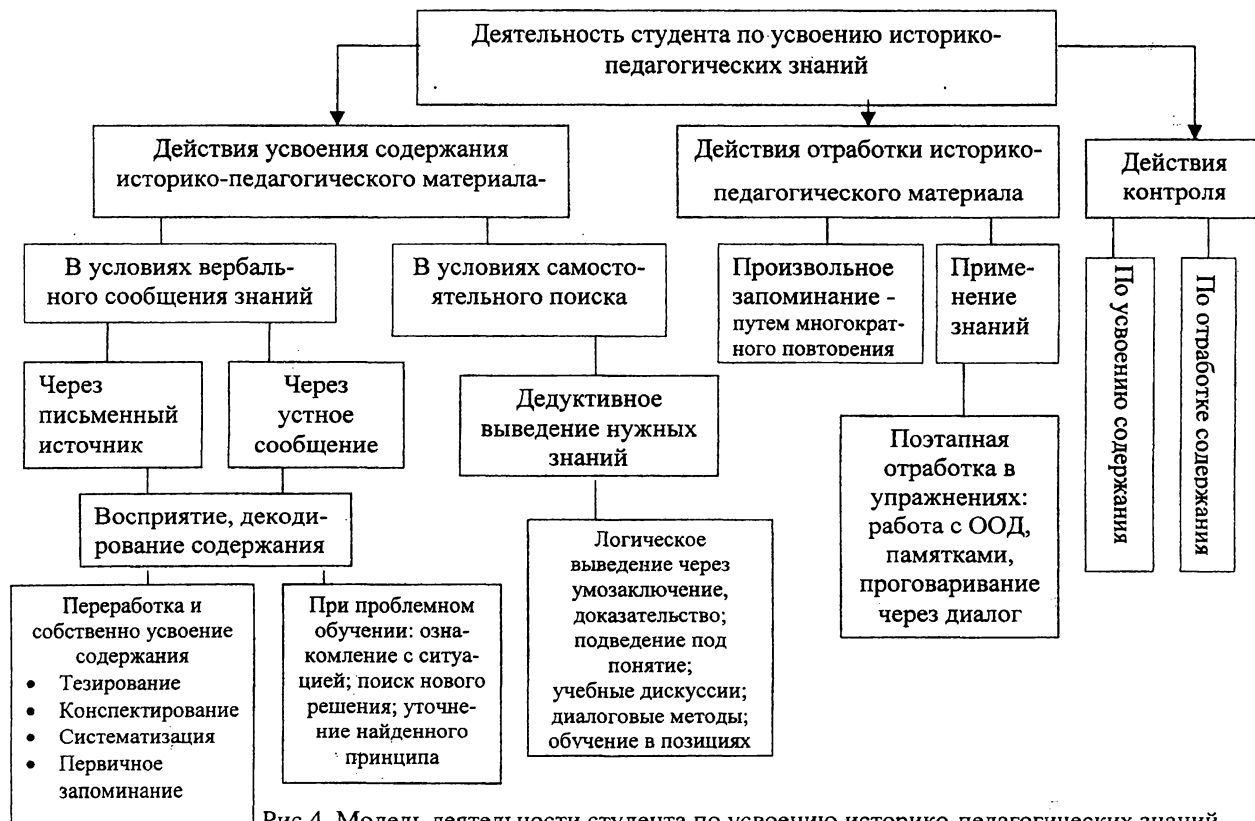 Деятельность студента по усвоению историко-
педагогических знаний
Действия усвоения содержания
историко-педагогического материала-
Действия отработки историко-
педагогического материала
Действия
контроля
В условиях вербаль-
ного сообщения знаний
В условиях самосто-
ятельного поиска
Произвольное
запоминание -
путем многократ-
ного повторения
Приме-
нение
знаний
По усвоению содержания
По отработке содержания
Через
письменный
источник
Через
устное
сообщение
Дедуктивное
выведение нужных
знаний
Поэтапная
отработка в
упражнениях:
работа с ООД,
памятками,
проговаривание
через диалог
Восприятие, декоди-
рование содержания
Логическое
выведение через
умозаключение,
доказательство;
подведение под
понятие;
учебные дискуссии;
диалоговые методы;
обучение в позициях
Переработка и
собственно усвоение
содержания
• Тезирование
• Конспектирование
• Систематизация
• Первичное
запоминание
При проблемном
обучении: озна-
комление с ситуа-
цией; поиск нового
решения; уточне-
ние найденного
принципа
Рис.4. Модель деятельности студента по усвоению историко-педагогических знаний